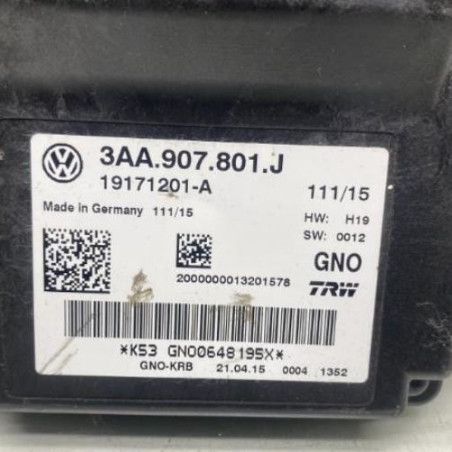 3AA.907.801.J
19171201-A 111/15
Made in Germany 111/15 HW: H19
SW: 0012
2000000013201578 GNO
TRW
*K53 GNO0648195X*
GNO-KRB 21.04.15 0004 1352